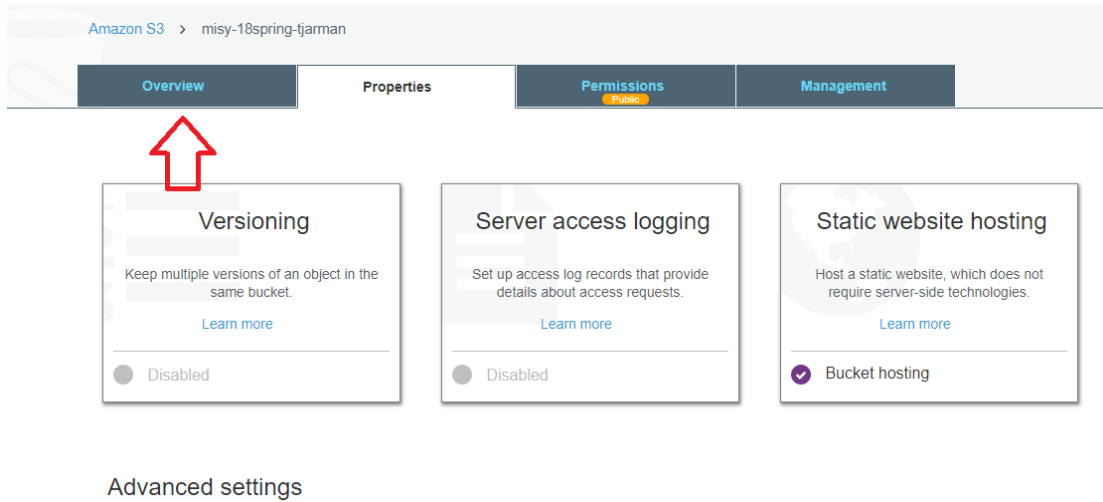 Amazon S3 > misy-18spring-tjarman
Overview
Properties
Permissions
Public
Management
Versioning
Keep multiple versions of an object in the
same bucket.
Learn more
Disabled
Server access logging
Set up access log records that provide
details about access requests.
Learn more
Disabled
Static website hosting
Host a static website, which does not
require server-side technologies.
Learn more
Bucket hosting
Advanced settings